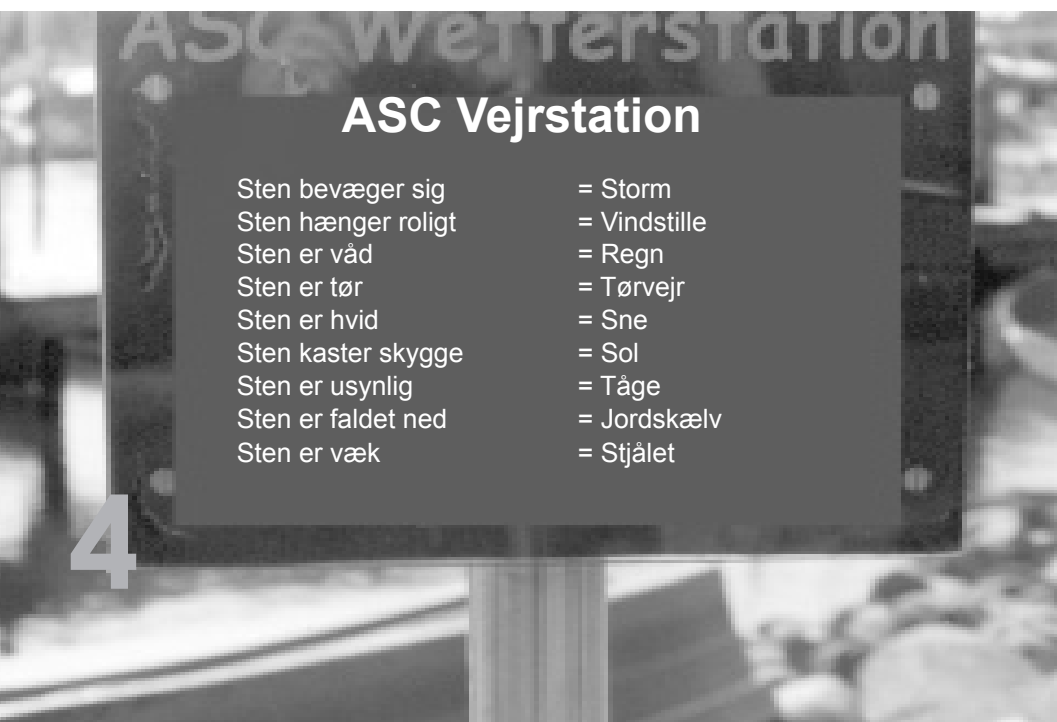 ASC Wetterstation
ASC Vejrstation
Sten bevæger sig = Storm
Sten hænger roligt = Vindstille
Sten er våd = Regn
Sten er tør = Tørvejr
Sten er hvid = Sne
Sten kaster skygge = Sol
Sten er usynlig = Tåge
Sten er faldet ned = Jordskælv
Sten er væk = Stjålet
4